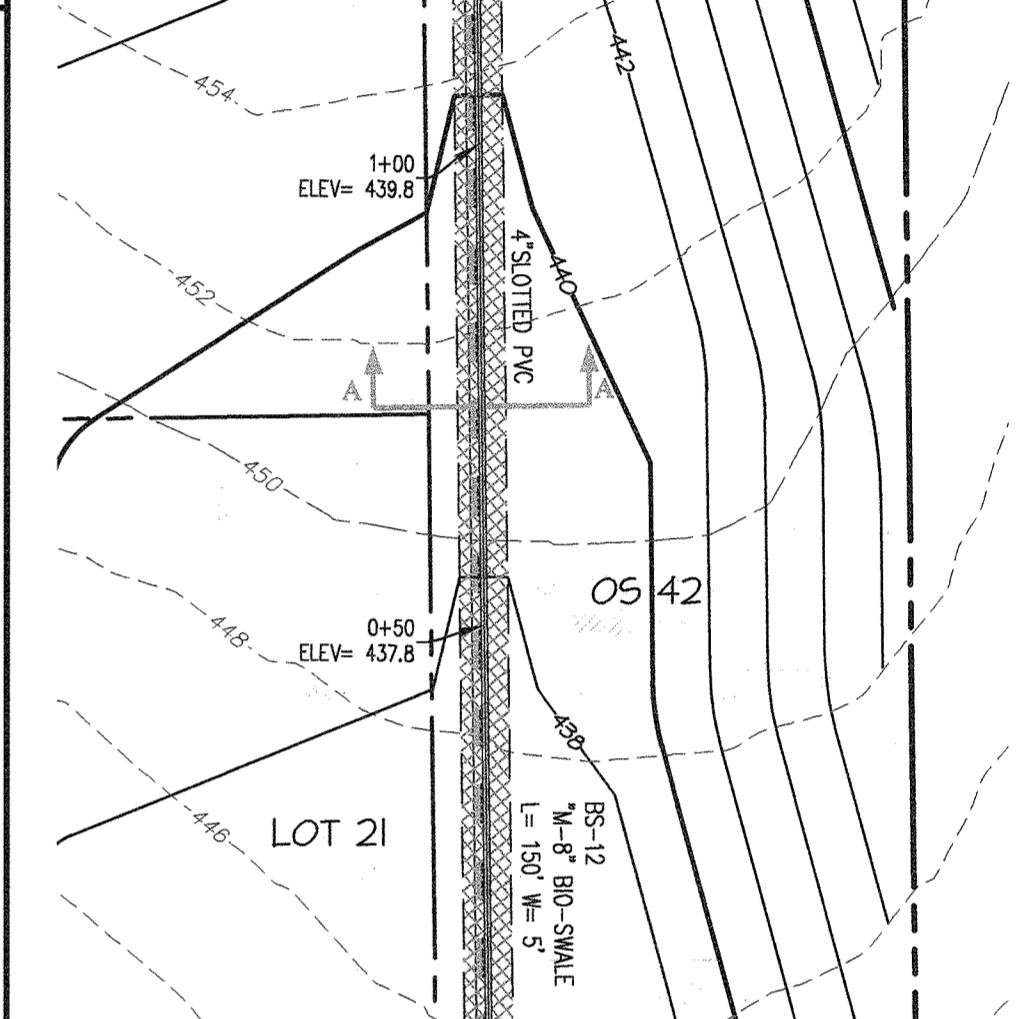 442
454
1+00
ELEV= 439.8
4"SLOTTED PVC
440
452
A A
450
OS 42
448
0+50
ELEV= 437.8
438
446
LOT 21
BS-12
"M-8" BIO-SWALE
L= 150' W= 5'